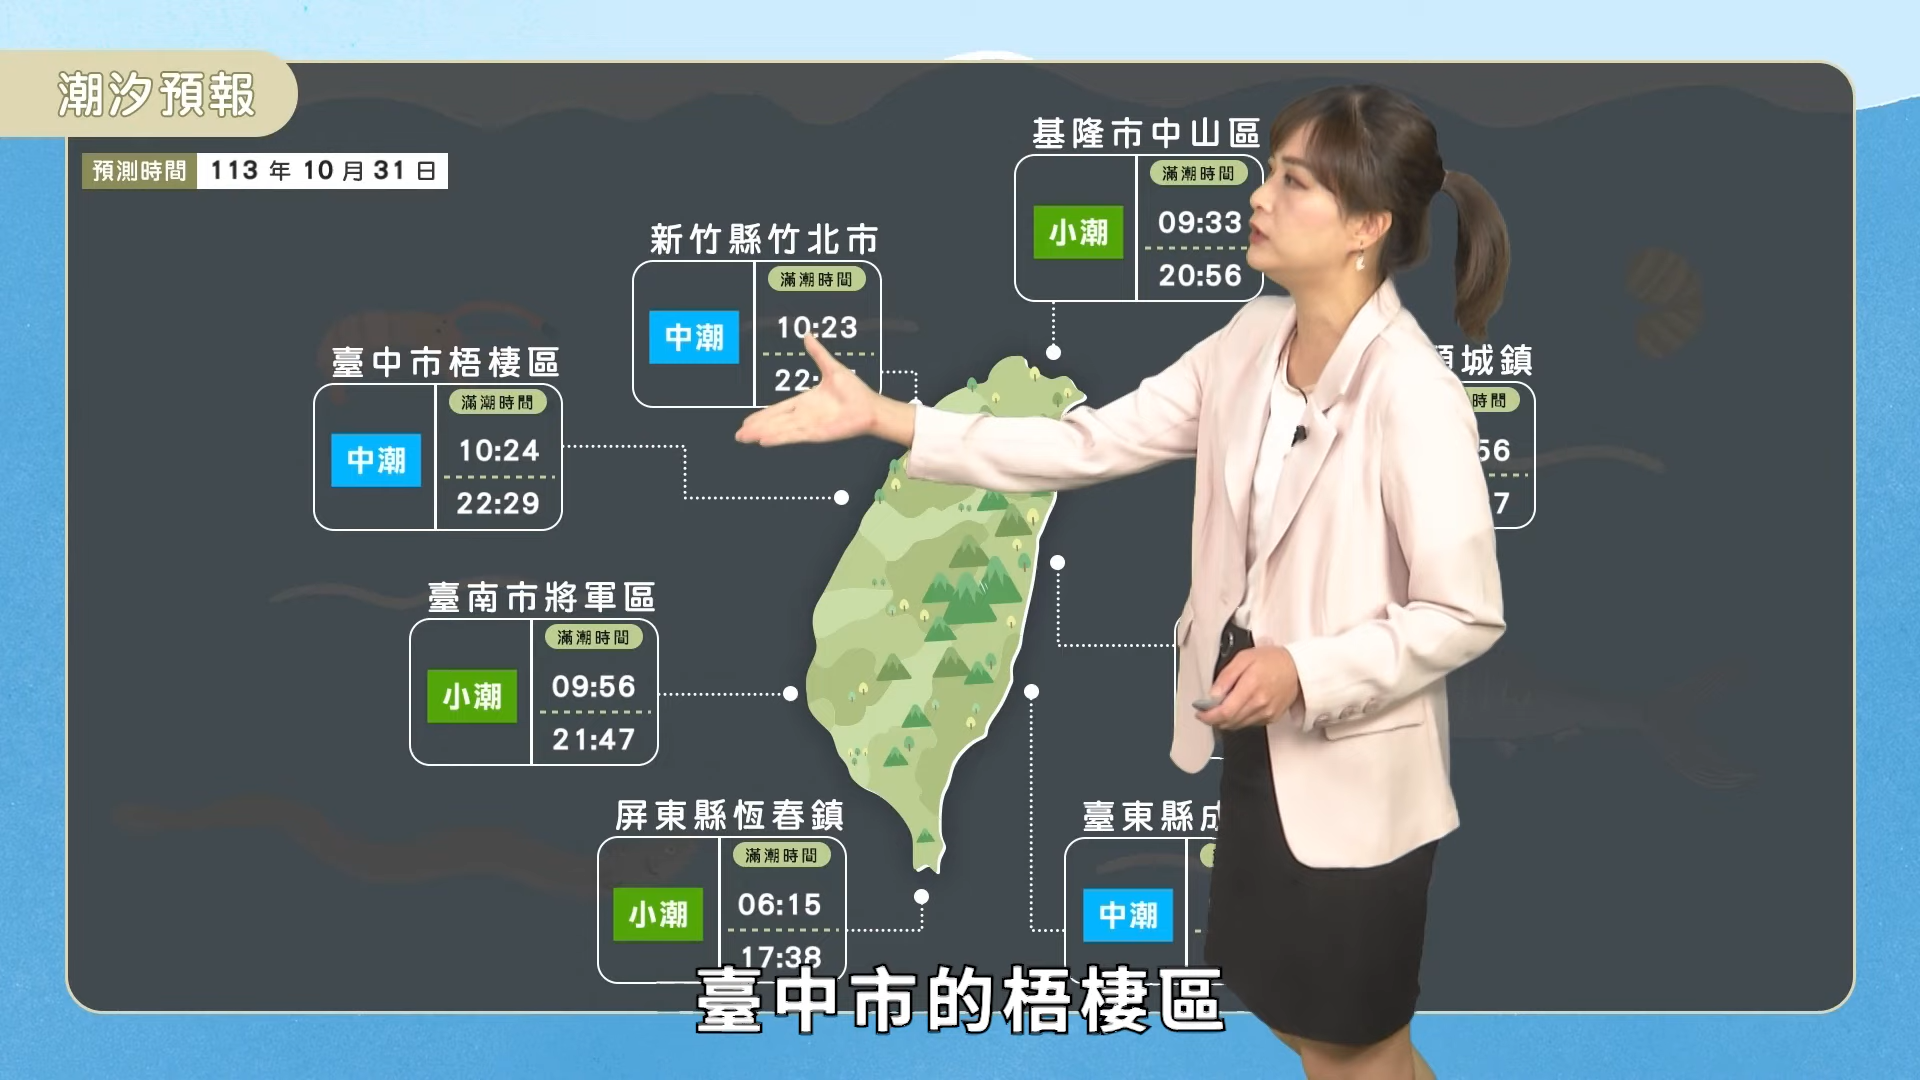 潮汐預報
預測時間 113 年 10 月 31 日
基隆市中山區
滿潮時間
小潮
09:33
20:56
新竹縣竹北市
滿潮時間
中潮
10:23
22:
臺中市梧棲區
滿潮時間
中潮
10:24
22:29
城鎮
時間
56
7
臺南市將軍區
滿潮時間
小潮
09:56
21:47
屏東縣恆春鎮
滿潮時間
小潮
06:15
17:38
臺東縣成
中潮
臺中市的梧棲區